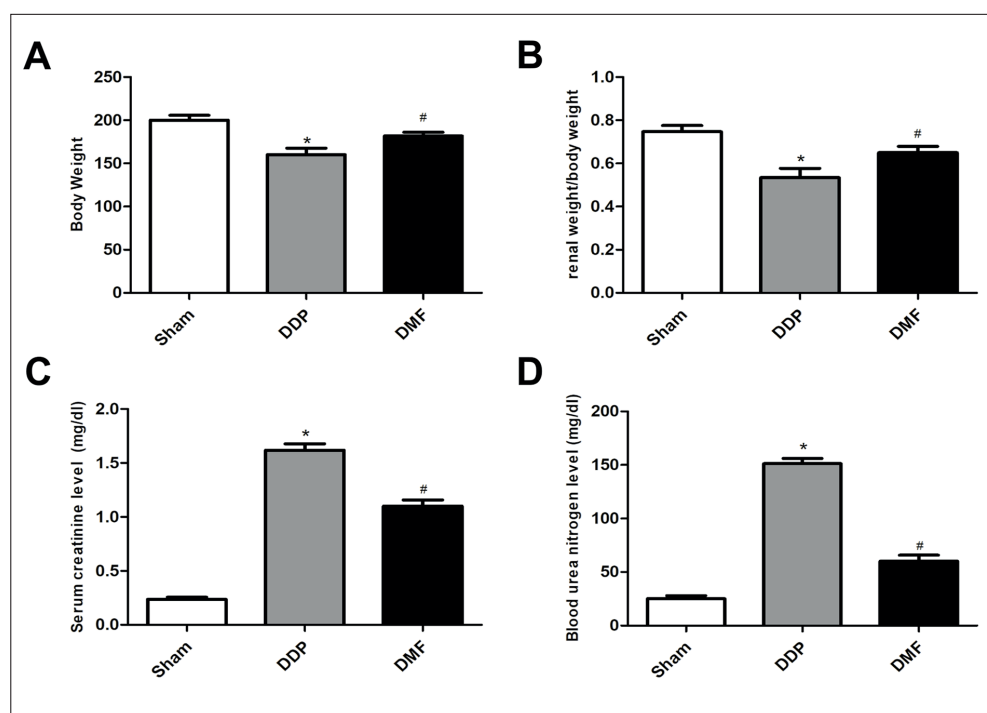 A
Body Weight
250
200
150
100
50
0
*
#
Sham
DDP
DMF
B
renal weight/body weight
1.0
0.8
0.6
0.4
0.2
0.0
*
#
Sham
DDP
DMF
C
Serum creatinine level (mg/dl)
2.0
1.5
1.0
0.5
0.0
*
#
Sham
DDP
DMF
D
Blood urea nitrogen level (mg/dl)
200
150
100
50
0
*
#
Sham
DDP
DMF